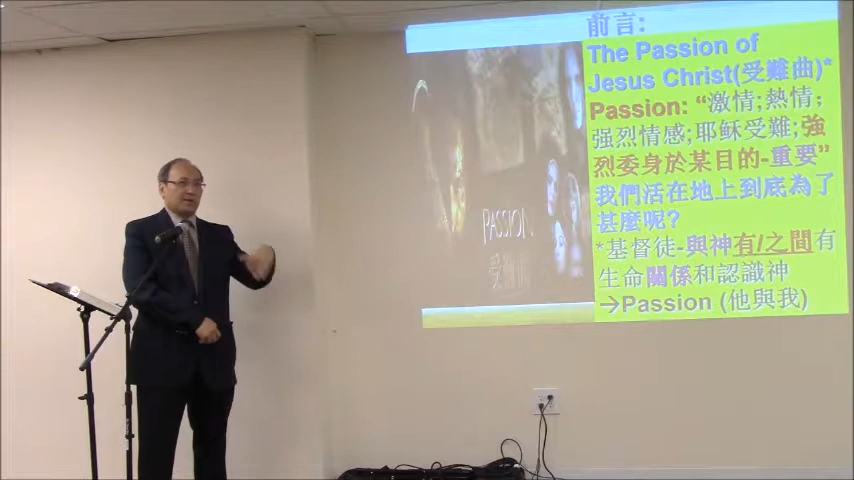 前言:
The Passion of
Jesus Christ(受難曲)*
Passion: “激情;熱情;
强烈情感;耶稣受難;強
烈委身於某目的-重要”
我們活在地上到底為了
甚麼呢?
*基督徒-與神有/之間有
生命關係和認識神
→Passion (他與我)
PASSION
受難曲